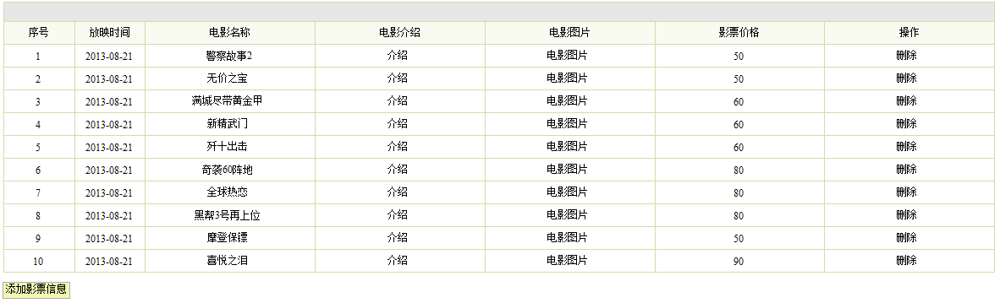 序号 放映时间 电影名称 电影介绍 电影图片 影票价格 操作
1 2013-08-21 警察故事2 介绍 电影图片 50 删除
2 2013-08-21 无价之宝 介绍 电影图片 50 删除
3 2013-08-21 满城尽带黄金甲 介绍 电影图片 60 删除
4 2013-08-21 新精武门 介绍 电影图片 60 删除
5 2013-08-21 歼十出击 介绍 电影图片 60 删除
6 2013-08-21 奇袭60阵地 介绍 电影图片 80 删除
7 2013-08-21 全球热恋 介绍 电影图片 80 删除
8 2013-08-21 黑帮3号再上位 介绍 电影图片 80 删除
9 2013-08-21 摩登保镖 介绍 电影图片 50 删除
10 2013-08-21 喜悦之泪 介绍 电影图片 90 删除
添加影票信息